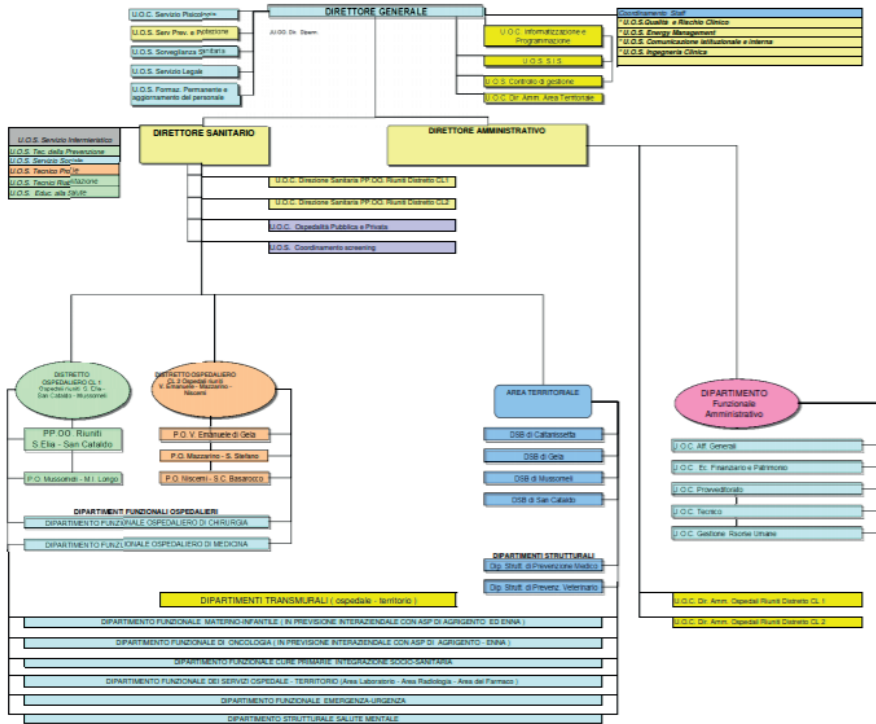 U.O.C. Servizio Psicologia
U.O.S. Serv Prev. e Protezione
U.O.S. Sorveglianza Sanitaria
U.O.S. Servizio Legale
U.O.S. Formaz. Permanente e
aggiornamento del personale
DIRETTORE GENERALE
U.O.C. Informatizzazione e
Programmazione
U.O.S. S.I.S.
U.O.S. Controllo di gestione
U.O.C. Dir. Amm. Area Territoriale
Coordinamento Staff
* U.O.S.Qualità e Rischio Clinico
* U.O.S. Energy Management
* U.O.S. Comunicazione istituzionale e interna
* U.O.S. Ingegneria Clinica
U.O.S. Servizio Infermieristico
U.O.S. Tec. della Prevenzione
U.O.S. Servizio Sociale
U.O.S. Tecnico
U.O.S. Tecnici Riabilitazione
U.O.S. Educ. alla Salute
DIRETTORE SANITARIO
DIRETTORE AMMINISTRATIVO
U.O.C. Direzione Sanitaria PP.OO. Riuniti Distretto CL1
U.O.C. Direzione Sanitaria PP.OO. Riuniti Distretto CL2
U.O.C. Ospedalità Pubblica e Privata
U.O.S. Coordinamento screening
DISTRETTO
OSPEDALIERO CL 1
Ospedali riuniti S. Elia -
San Cataldo - Mussomeli
PP.OO. Riuniti
S.Elia - San Cataldo
P.O. Mussomeli - M.I. Longo
DISTRETTO OSPEDALIERO
CL 2 Ospedali riuniti
V. Emanuele - Mazzarino -
Niscemi
P.O. V. Emanuele di Gela
P.O. Mazzarino - S. Stefano
P.O. Niscemi - S.C. Basarocco
AREA TERRITORIALE
DSB di Caltanissetta
DSB di Gela
DSB di Mussomeli
DSB di San Cataldo
DIPARTIMENTO
Funzionale
Amministrativo
U.O.C. Aff. Generali
U.O.C. Ec. Finanziario e Patrimonio
U.O.C. Provveditorato
U.O.C. Tecnico
U.O.C. Gestione Risorse Umane
DIPARTIMENTI FUNZIONALI OSPEDALIERI
DIPARTIMENTO FUNZIONALE OSPEDALIERO DI CHIRURGIA
DIPARTIMENTO FUNZIONALE OSPEDALIERO DI MEDICINA
DIPARTIMENTI STRUTTURALI
Dip. Strutt. di Prevenzione Medico
Dip. Strutt. di Prevenz. Veterinario
DIPARTIMENTI TRANSMURALI ( ospedale - territorio )
U.O.C. Dir. Amm. Ospedali Riuniti Distretto CL 1
U.O.C. Dir. Amm. Ospedali Riuniti Distretto CL 2
DIPARTIMENTO FUNZIONALE MATERNO-INFANTILE ( IN PREVISIONE INTERAZIENDALE CON ASP DI AGRIGENTO ED ENNA )
DIPARTIMENTO FUNZIONALE DI ONCOLOGIA ( IN PREVISIONE INTERAZIENDALE CON ASP DI AGRIGENTO - ENNA )
DIPARTIMENTO FUNZIONALE CURE PRIMARIE INTEGRAZIONE SOCIO-SANITARIA
DIPARTIMENTO FUNZIONALE DEI SERVIZI OSPEDALE - TERRITORIO (Area Laboratorio - Area Radiologia - Area del Farmaco )
DIPARTIMENTO FUNZIONALE EMERGENZA-URGENZA
DIPARTIMENTO STRUTTURALE SALUTE MENTALE